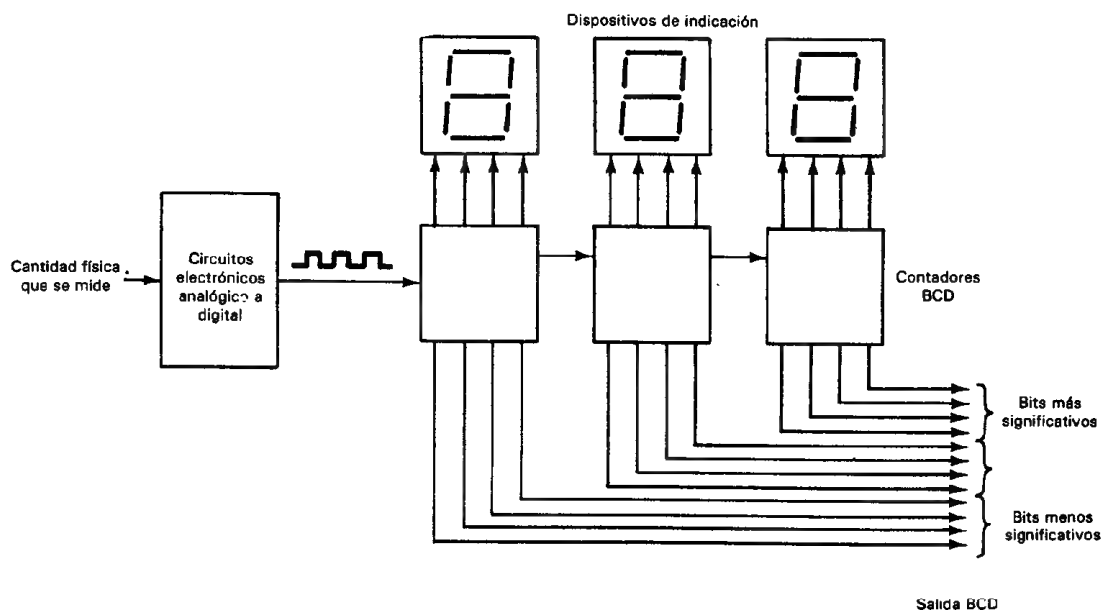 Dispositivos de indicación
Cantidad física
que se mide
Circuitos
electrónicos
analógico a
digital
Contadores
BCD
Bits más
significativos
Bits menos
significativos
Salida BCD